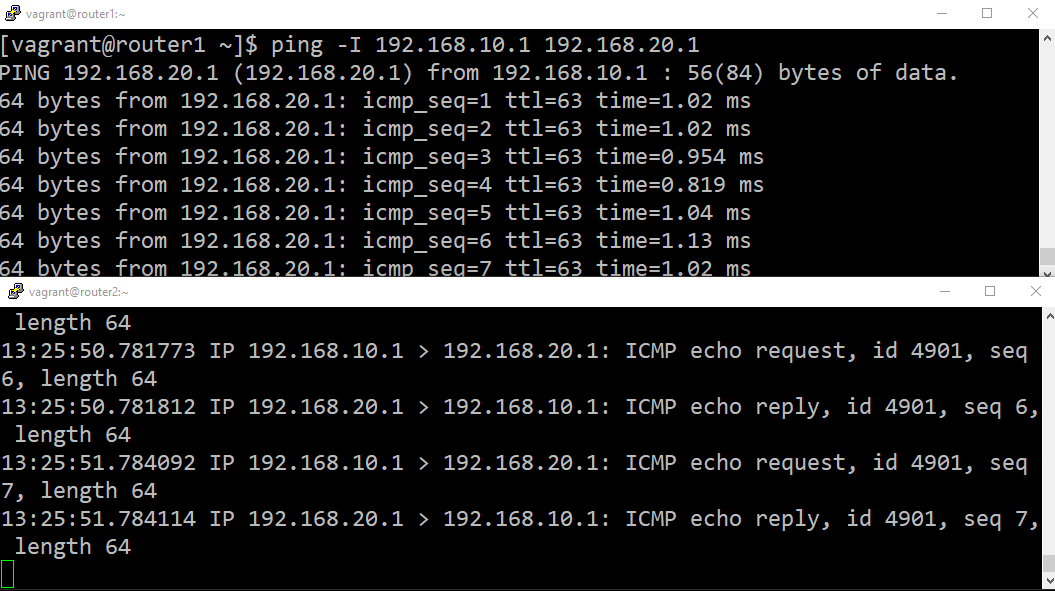 vagrant@router1:~
[vagrant@router1 ~]$ ping -I 192.168.10.1 192.168.20.1
PING 192.168.20.1 (192.168.20.1) from 192.168.10.1 : 56(84) bytes of data.
64 bytes from 192.168.20.1: icmp_seq=1 ttl=63 time=1.02 ms
64 bytes from 192.168.20.1: icmp_seq=2 ttl=63 time=1.02 ms
64 bytes from 192.168.20.1: icmp_seq=3 ttl=63 time=0.954 ms
64 bytes from 192.168.20.1: icmp_seq=4 ttl=63 time=0.819 ms
64 bytes from 192.168.20.1: icmp_seq=5 ttl=63 time=1.04 ms
64 bytes from 192.168.20.1: icmp_seq=6 ttl=63 time=1.13 ms
64 bytes from 192.168.20.1: icmp_seq=7 ttl=63 time=1.02 ms
vagrant@router2:~
 length 64
13:25:50.781773 IP 192.168.10.1 > 192.168.20.1: ICMP echo request, id 4901, seq
6, length 64
13:25:50.781812 IP 192.168.20.1 > 192.168.10.1: ICMP echo reply, id 4901, seq 6,
 length 64
13:25:51.784092 IP 192.168.10.1 > 192.168.20.1: ICMP echo request, id 4901, seq
7, length 64
13:25:51.784114 IP 192.168.20.1 > 192.168.10.1: ICMP echo reply, id 4901, seq 7,
 length 64